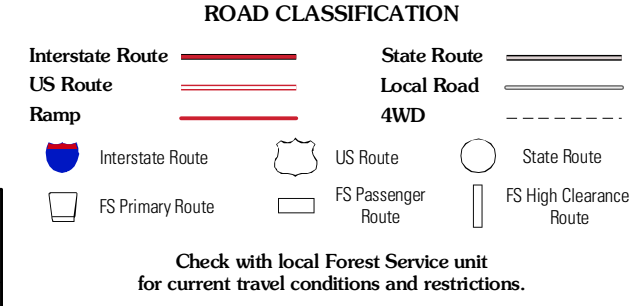 ROAD CLASSIFICATION
Interstate Route
State Route
US Route
Local Road
Ramp
4WD
Interstate Route
US Route
State Route
FS Primary Route
FS Passenger
Route
FS High Clearance
Route
Check with local Forest Service unit
for current travel conditions and restrictions.